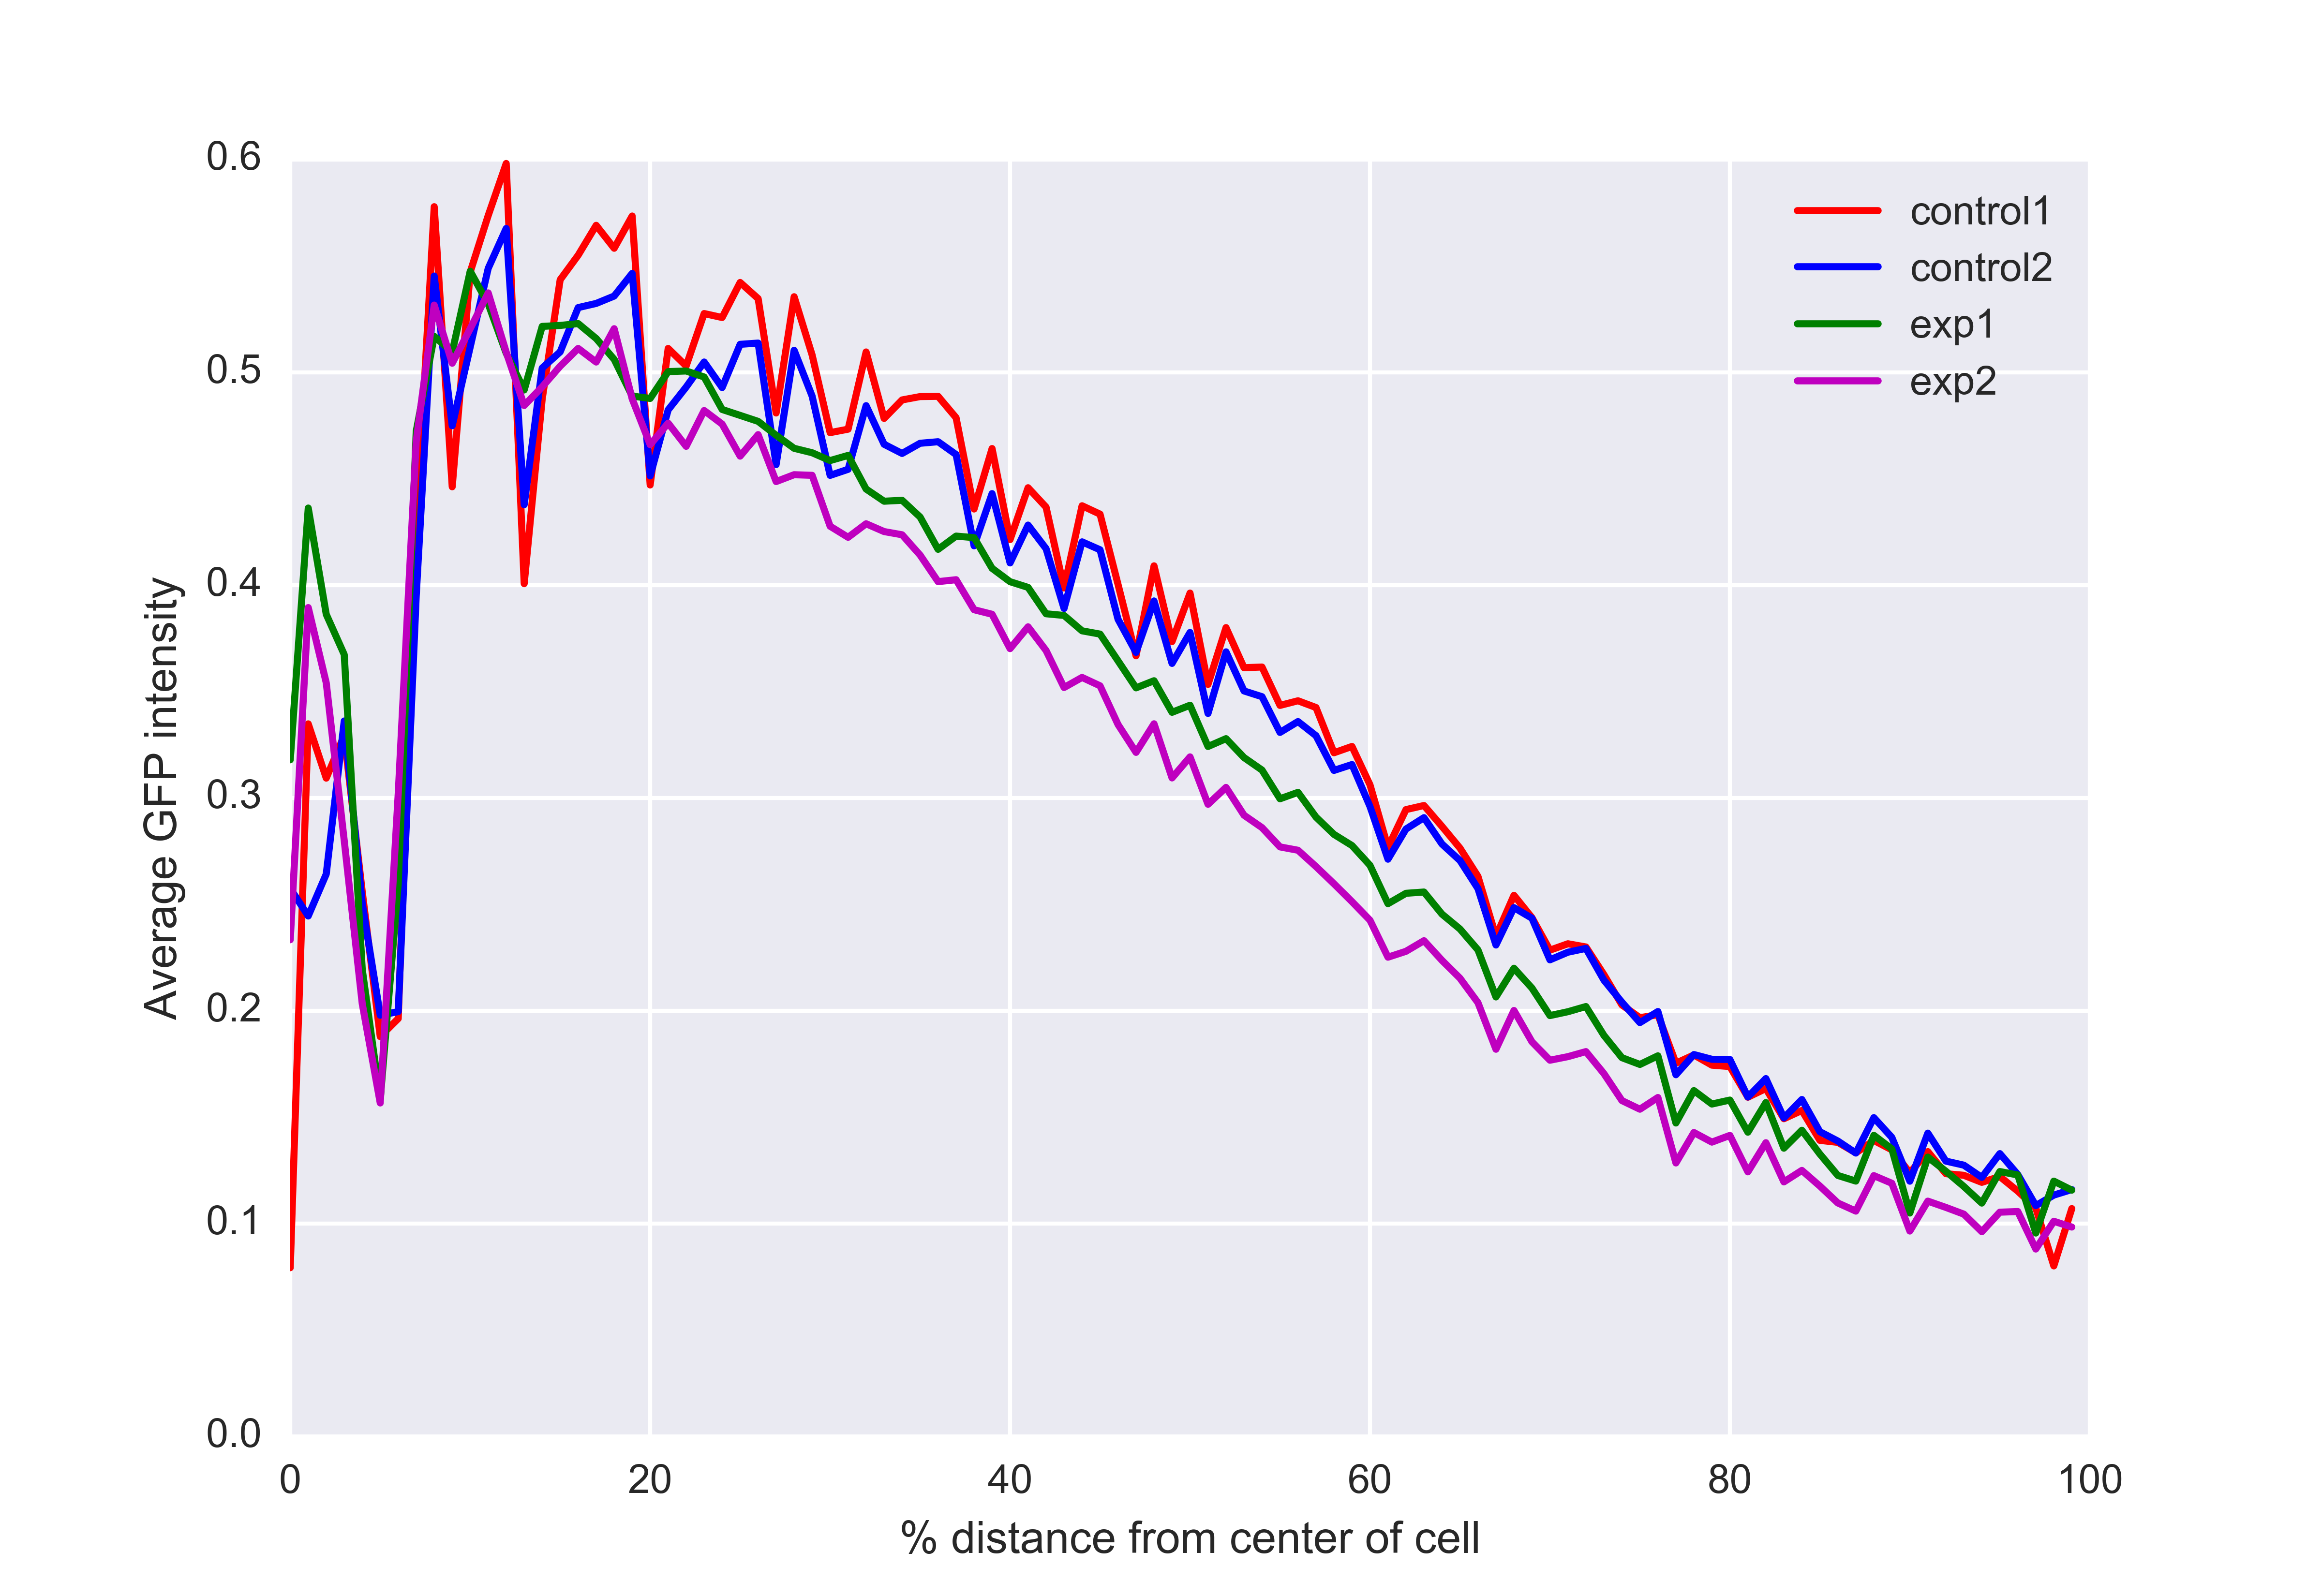 0.6
0.5
0.4
0.3
0.2
0.1
0.0
Average GFP intensity
control1
control2
exp1
exp2
0 20 40 60 80 100
% distance from center of cell